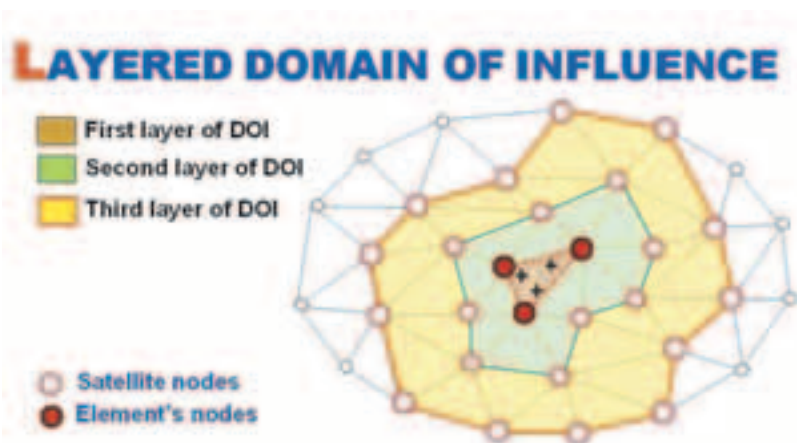 LAYERED DOMAIN OF INFLUENCE
First layer of DOI
Second layer of DOI
Third layer of DOI
Satellite nodes
Element's nodes